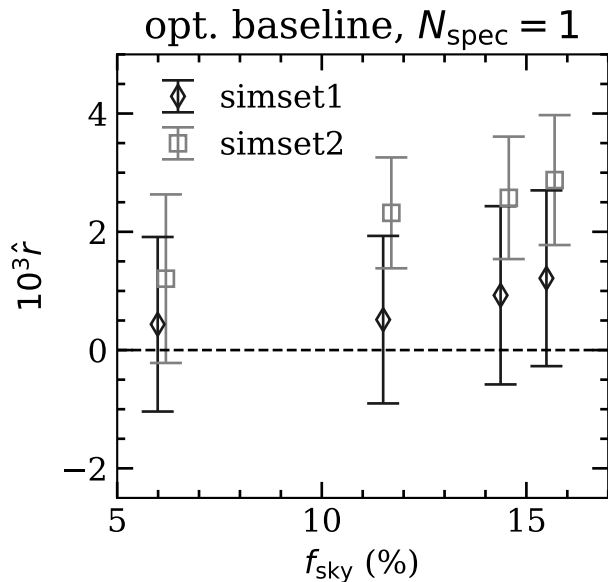 opt. baseline, N_spec = 1
simset1
simset2
10³r̂
4
2
0
−2
5
10
15
f_sky (%)